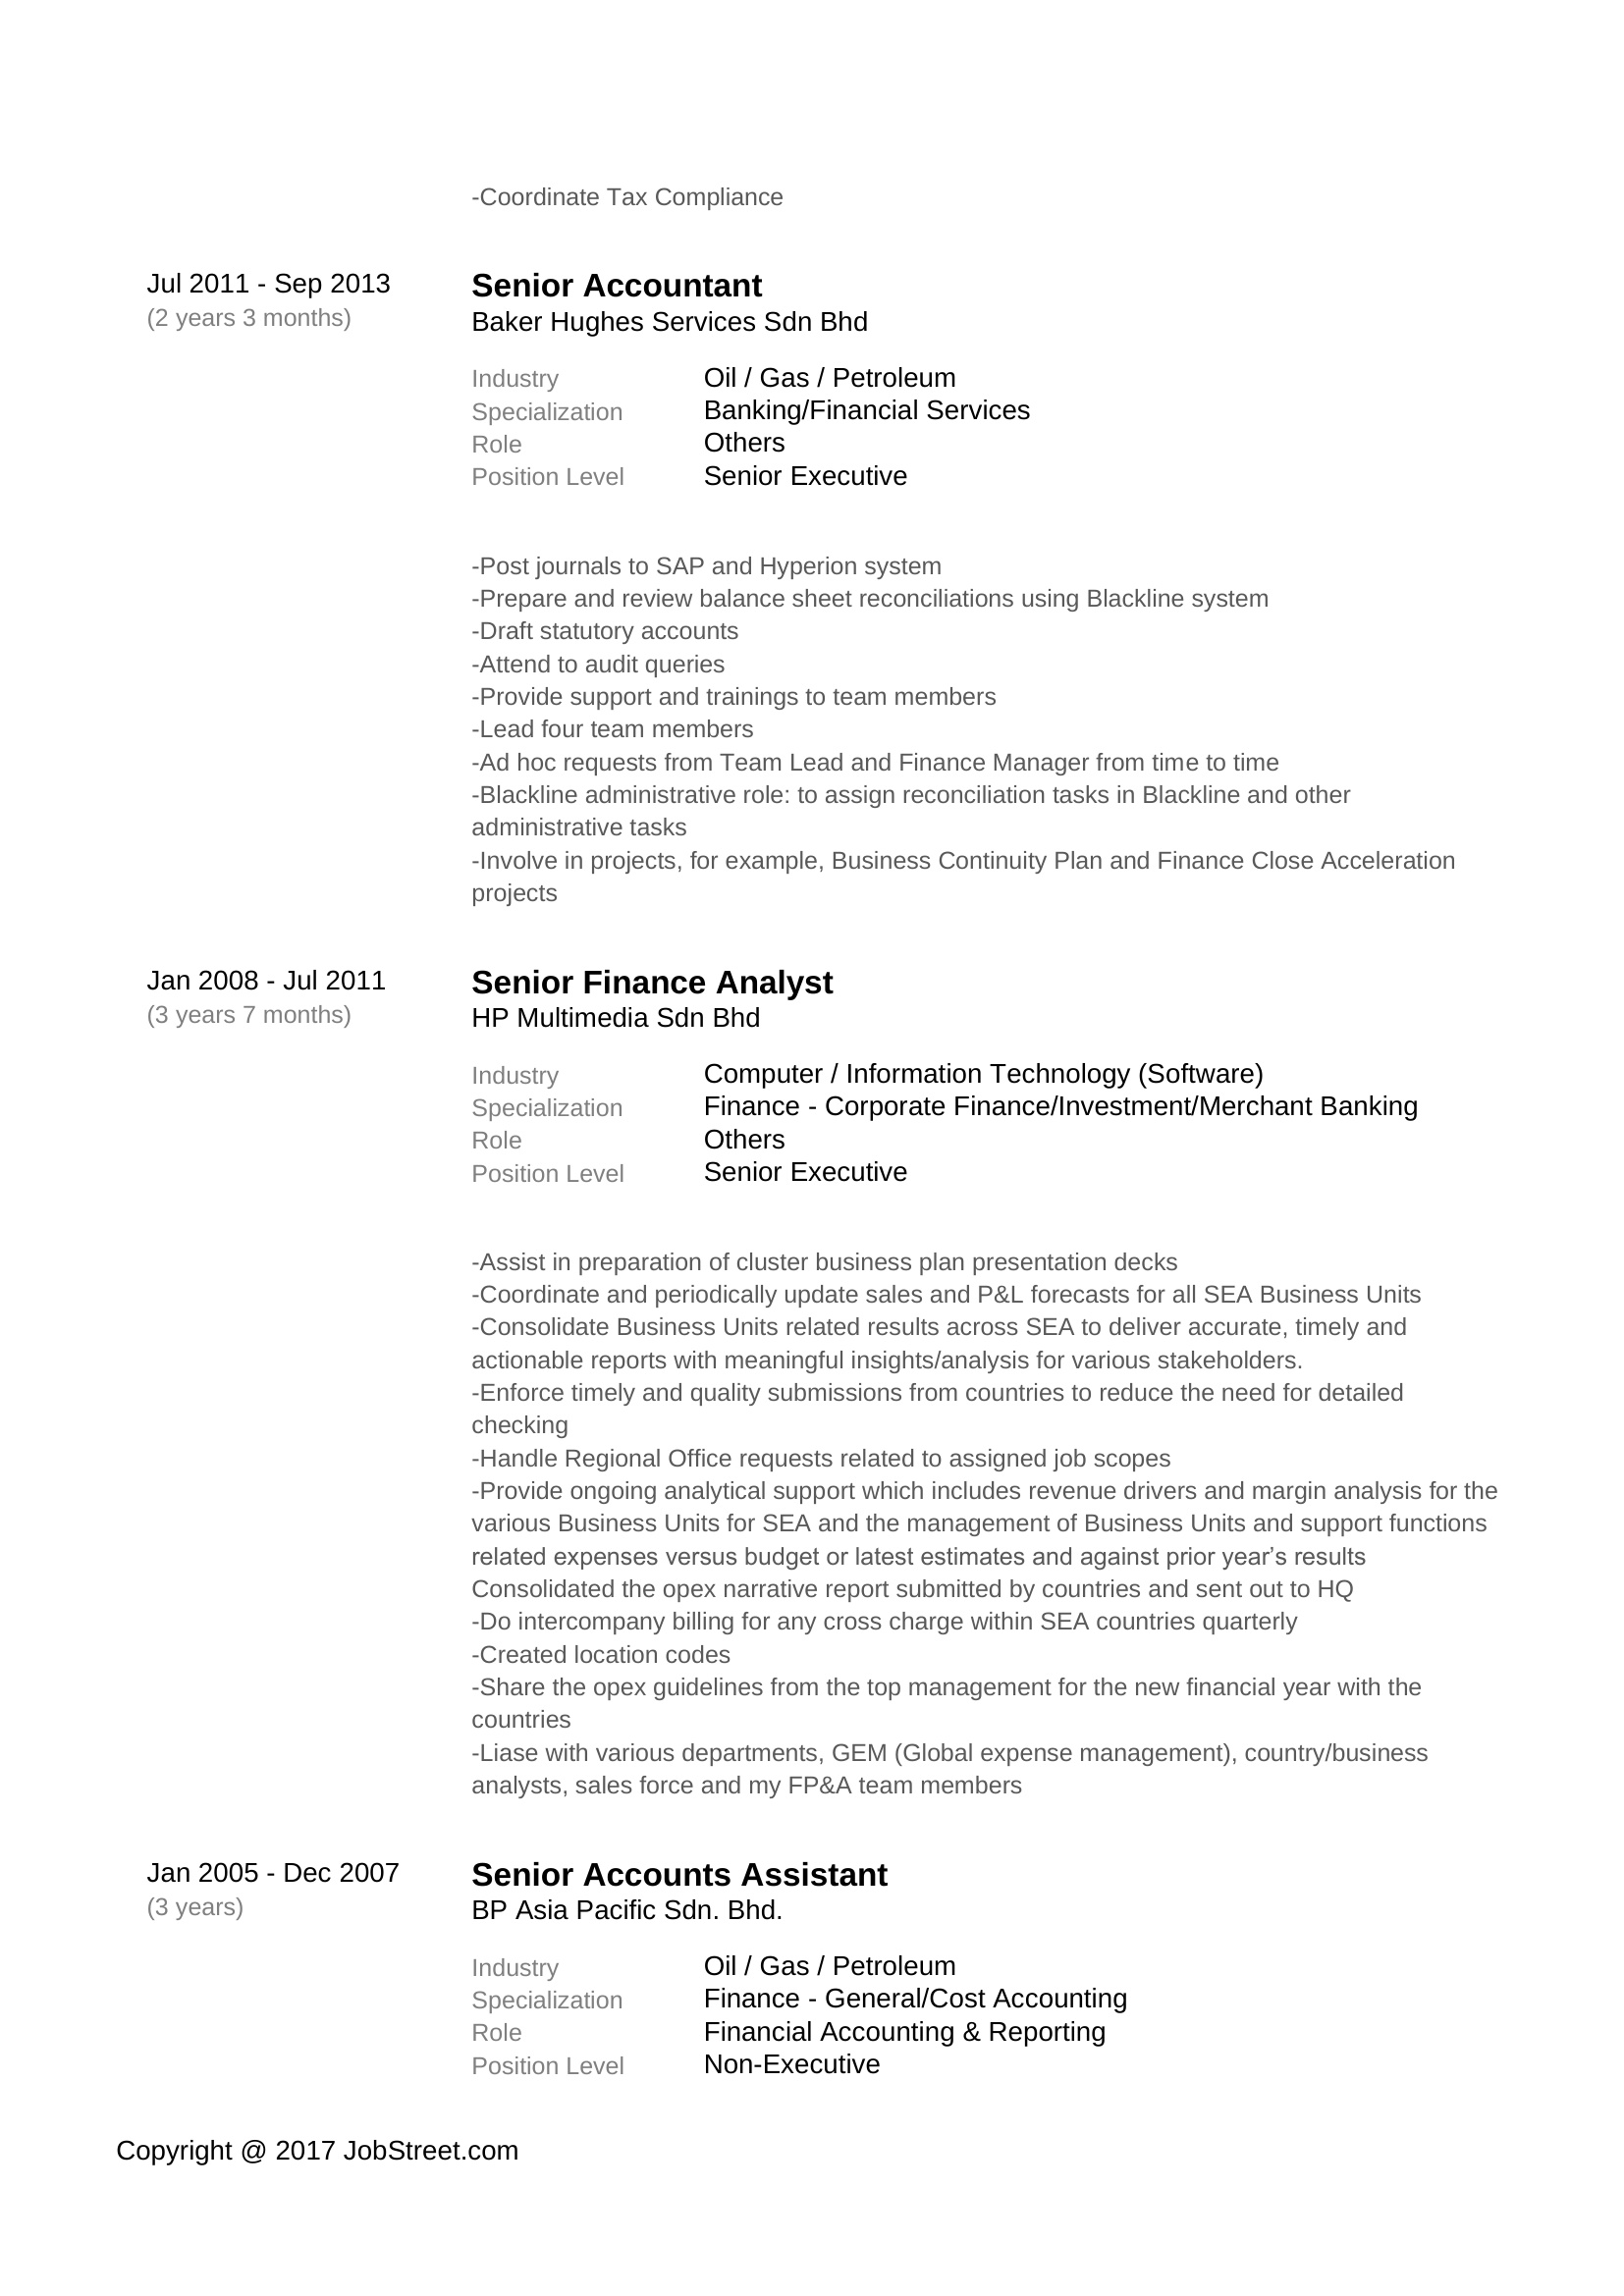 -Coordinate Tax Compliance
Jul 2011 - Sep 2013
(2 years 3 months)
Senior Accountant
Baker Hughes Services Sdn Bhd
Industry Oil / Gas / Petroleum
Specialization Banking/Financial Services
Role Others
Position Level Senior Executive
-Post journals to SAP and Hyperion system
-Prepare and review balance sheet reconciliations using Blackline system
-Draft statutory accounts
-Attend to audit queries
-Provide support and trainings to team members
-Lead four team members
-Ad hoc requests from Team Lead and Finance Manager from time to time
-Blackline administrative role: to assign reconciliation tasks in Blackline and other
administrative tasks
-Involve in projects, for example, Business Continuity Plan and Finance Close Acceleration
projects
Jan 2008 - Jul 2011
(3 years 7 months)
Senior Finance Analyst
HP Multimedia Sdn Bhd
Industry Computer / Information Technology (Software)
Specialization Finance - Corporate Finance/Investment/Merchant Banking
Role Others
Position Level Senior Executive
-Assist in preparation of cluster business plan presentation decks
-Coordinate and periodically update sales and P&L forecasts for all SEA Business Units
-Consolidate Business Units related results across SEA to deliver accurate, timely and
actionable reports with meaningful insights/analysis for various stakeholders.
-Enforce timely and quality submissions from countries to reduce the need for detailed
checking
-Handle Regional Office requests related to assigned job scopes
-Provide ongoing analytical support which includes revenue drivers and margin analysis for the
various Business Units for SEA and the management of Business Units and support functions
related expenses versus budget or latest estimates and against prior year’s results
Consolidated the opex narrative report submitted by countries and sent out to HQ
-Do intercompany billing for any cross charge within SEA countries quarterly
-Created location codes
-Share the opex guidelines from the top management for the new financial year with the
countries
-Liase with various departments, GEM (Global expense management), country/business
analysts, sales force and my FP&A team members
Jan 2005 - Dec 2007
(3 years)
Senior Accounts Assistant
BP Asia Pacific Sdn. Bhd.
Industry Oil / Gas / Petroleum
Specialization Finance - General/Cost Accounting
Role Financial Accounting & Reporting
Position Level Non-Executive
Copyright @ 2017 JobStreet.com